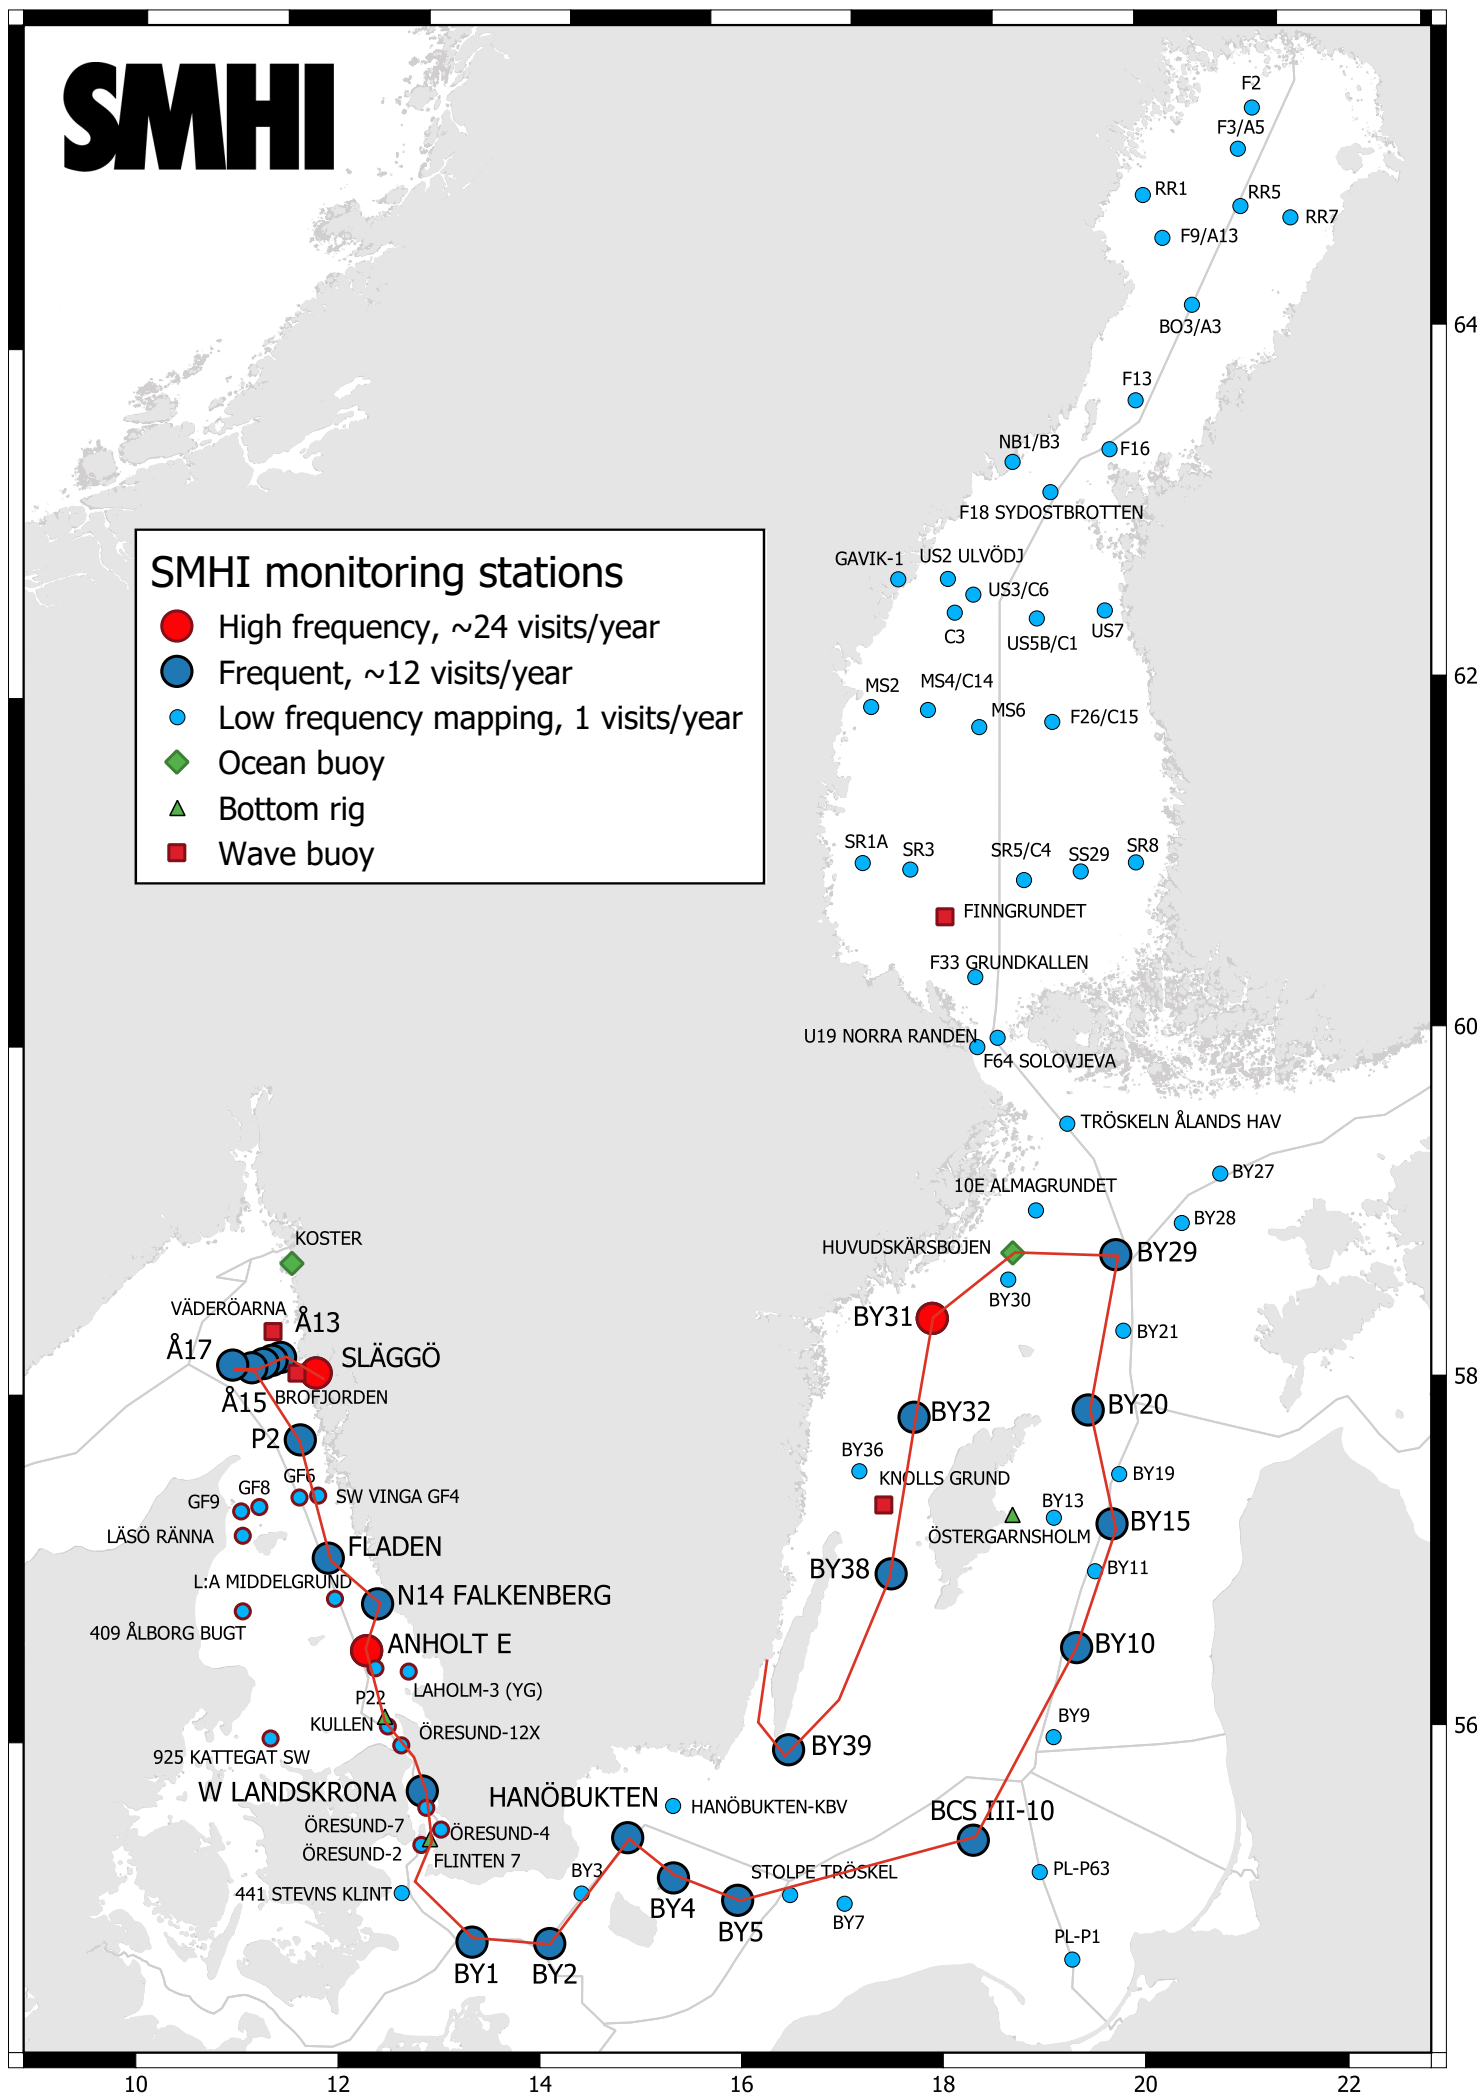 SMHI
F2
F3/A5
RR1
RR5
RR7
F9/A13
BO3/A3
64
F13
NB1/B3
F16
F18 SYDOSTBROTTEN
GAVIK-1
US2 ULVÖDJ
US3/C6
C3
US5B/C1
US7
SMHI monitoring stations
High frequency, ~24 visits/year
Frequent, ~12 visits/year
Low frequency mapping, 1 visits/year
Ocean buoy
Bottom rig
Wave buoy
62
MS2
MS4/C14
MS6
F26/C15
SR1A
SR3
SR5/C4
SS29
SR8
FINNGRUNDET
F33 GRUNDKALLEN
60
U19 NORRA RANDEN
F64 SOLOVJEVA
TRÖSKELN ÅLANDS HAV
BY27
10E ALMAGRUNDET
BY28
KOSTER
HUVUDSKÄRSBOJEN
BY29
BY30
VÄDERÖARNA
Å13
BY31
BY21
Å17
SLÄGGÖ
58
BROFJORDEN
Å15
BY32
BY20
P2
BY36
KNOLLS GRUND
BY19
GF6
GF8
GF9
SW VINGA GF4
BY13
BY15
LÄSÖ RÄNNA
ÖSTERGARNSHOLM
FLADEN
BY38
BY11
L:A MIDDELGRUND
N14 FALKENBERG
409 ÅLBORG BUGT
ANHOLT E
BY10
LAHOLM-3 (YG)
P22
KULLEN
ÖRESUND-12X
BY9
56
925 KATTEGAT SW
BY39
W LANDSKRONA
HANÖBUKTEN
HANÖBUKTEN-KBV
BCS III-10
ÖRESUND-7
ÖRESUND-4
ÖRESUND-2
FLINTEN 7
441 STEVNS KLINT
BY3
STOLPE TRÖSKEL
PL-P63
BY4
BY5
BY7
PL-P1
BY1
BY2
10
12
14
16
18
20
22